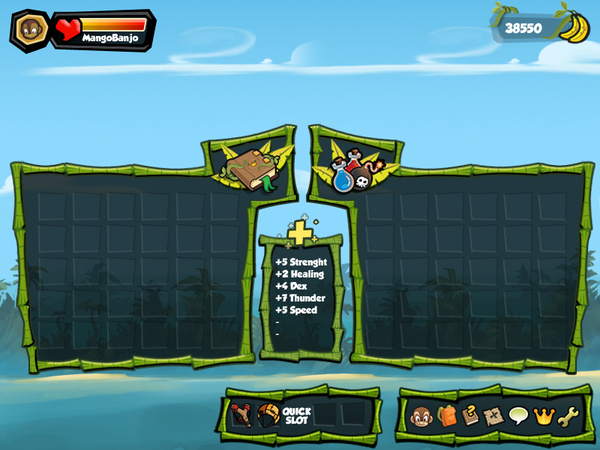 MangoBanjo
38550
+5 Strenght
+2 Healing
+4 Dex
+7 Thunder
+5 Speed
-
-
QUICK
SLOT
?